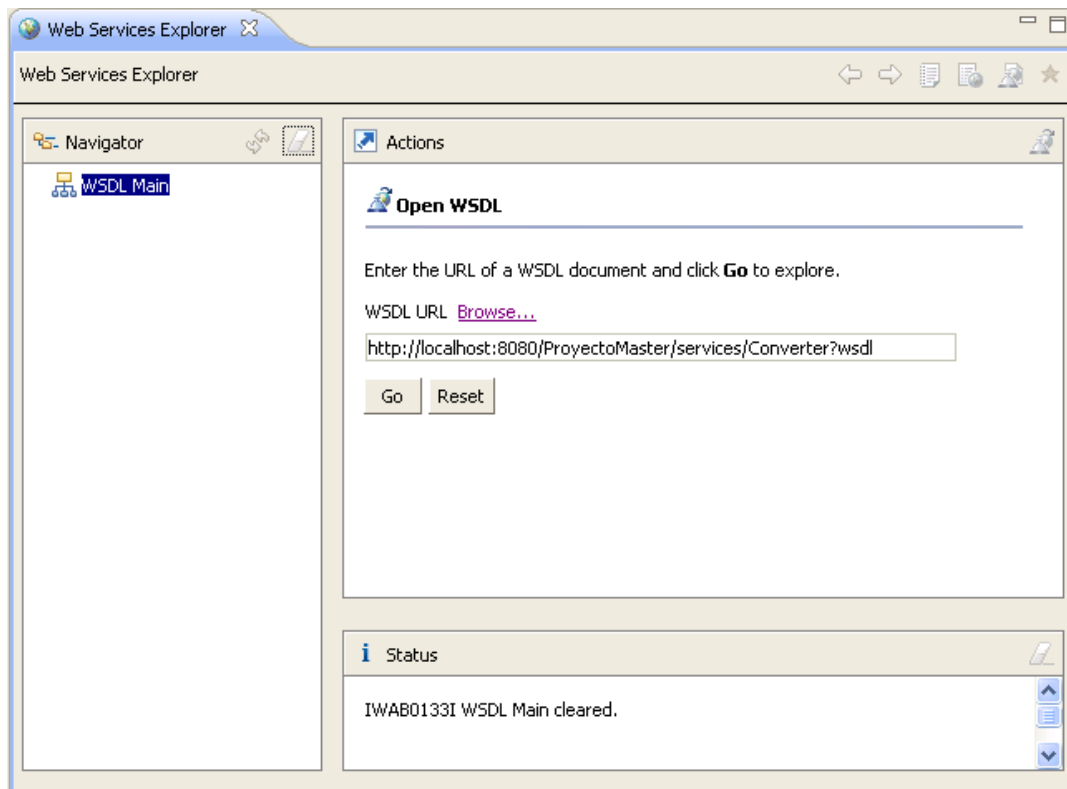 Web Services Explorer
Web Services Explorer
Navigator
WSDL Main
Actions
Open WSDL
Enter the URL of a WSDL document and click Go to explore.
WSDL URL Browse...
http://localhost:8080/ProyectoMaster/services/Converter?wsdl
Go Reset
i Status
IWAB0133I WSDL Main cleared.